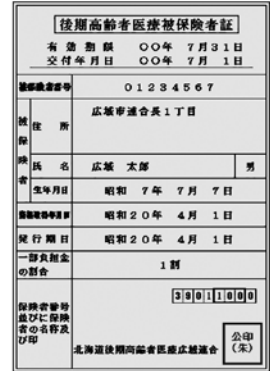 後期高齢者医療被保険者証
有効期限 〇〇年 7月31日
交付年月日 〇〇年 7月 1日
被保険者番号 01234567
被保険者
住所 広域市連合長1丁目
氏名 広域 太郎 男
生年月日 昭和 7年 7月 7日
資格取得年月日 昭和20年 4月 1日
発行期日 昭和20年 4月 1日
一部負担金の割合 1割
保険者番号並びに保険者の名称及び印
39011000
北海道後期高齢者医療広域連合
公印
(朱)